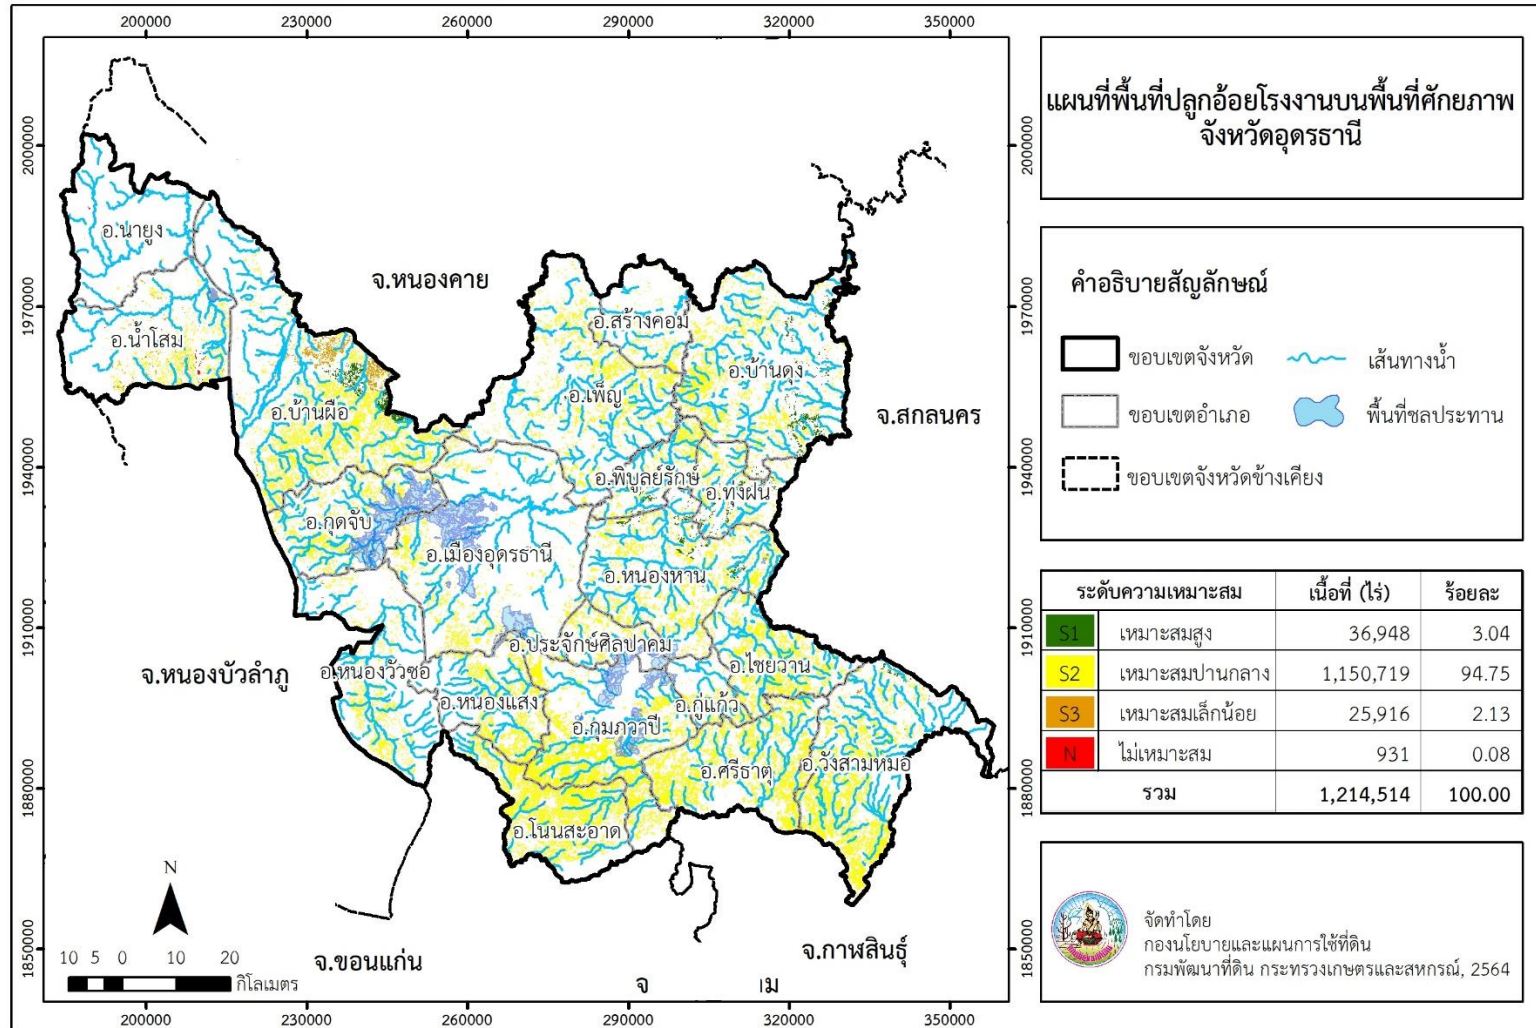 200000 230000 260000 290000 320000 350000
2000000
1970000
1940000
1910000
1880000
1850000
อ.นายูง
จ.หนองคาย
อ.สร้างคอม
อ.น้ำโสม
อ.บ้านดุง
อ.เพ็ญ
อ.บ้านผือ
จ.สกลนคร
อ.พิบูลย์รักษ์
อ.ทุ่งฝน
อ.กุดจับ
อ.เมืองอุดรธานี
อ.หนองหาน
อ.ประจักษ์ศิลปาคม
อ.ไชยวาน
จ.หนองบัวลำภู
อ.หนองวัวซอ
อ.หนองแสง
อ.กู่แก้ว
อ.กุมภวาปี
อ.ศรีธาตุ
อ.วังสามหมอ
อ.โนนสะอาด
N
10 5 0 10 20
กิโลเมตร
จ.ขอนแก่น
จ.กาฬสินธุ์
จ
าม
2000000
1970000
1940000
1910000
1880000
1850000
200000 230000 260000 290000 320000 350000
แผนที่พื้นที่ปลูกอ้อยโรงงานบนพื้นที่ศักยภาพ
จังหวัดอุดรธานี
คำอธิบายสัญลักษณ์
ขอบเขตจังหวัด เส้นทางน้ำ
ขอบเขตอำเภอ พื้นที่ชลประทาน
ขอบเขตจังหวัดข้างเคียง
ระดับความเหมาะสม เนื้อที่ (ไร่) ร้อยละ
S1 เหมาะสมสูง 36,948 3.04
S2 เหมาะสมปานกลาง 1,150,719 94.75
S3 เหมาะสมเล็กน้อย 25,916 2.13
N ไม่เหมาะสม 931 0.08
รวม 1,214,514 100.00
จัดทำโดย
กองนโยบายและแผนการใช้ที่ดิน
กรมพัฒนาที่ดิน กระทรวงเกษตรและสหกรณ์, 2564